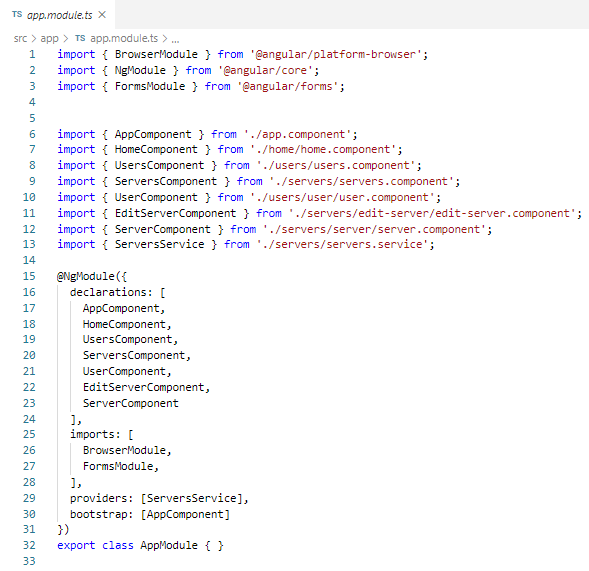 TS app.module.ts ×
src > app > TS app.module.ts > ...
1 import { BrowserModule } from '@angular/platform-browser';
2 import { NgModule } from '@angular/core';
3 import { FormsModule } from '@angular/forms';
4
5
6 import { AppComponent } from './app.component';
7 import { HomeComponent } from './home/home.component';
8 import { UsersComponent } from './users/users.component';
9 import { ServersComponent } from './servers/servers.component';
10 import { UserComponent } from './users/user/user.component';
11 import { EditServerComponent } from './servers/edit-server/edit-server.component';
12 import { ServerComponent } from './servers/server/server.component';
13 import { ServersService } from './servers/servers.service';
14
15 @NgModule({
16   declarations: [
17     AppComponent,
18     HomeComponent,
19     UsersComponent,
20     ServersComponent,
21     UserComponent,
22     EditServerComponent,
23     ServerComponent
24   ],
25   imports: [
26     BrowserModule,
27     FormsModule,
28   ],
29   providers: [ServersService],
30   bootstrap: [AppComponent]
31 })
32 export class AppModule { }
33